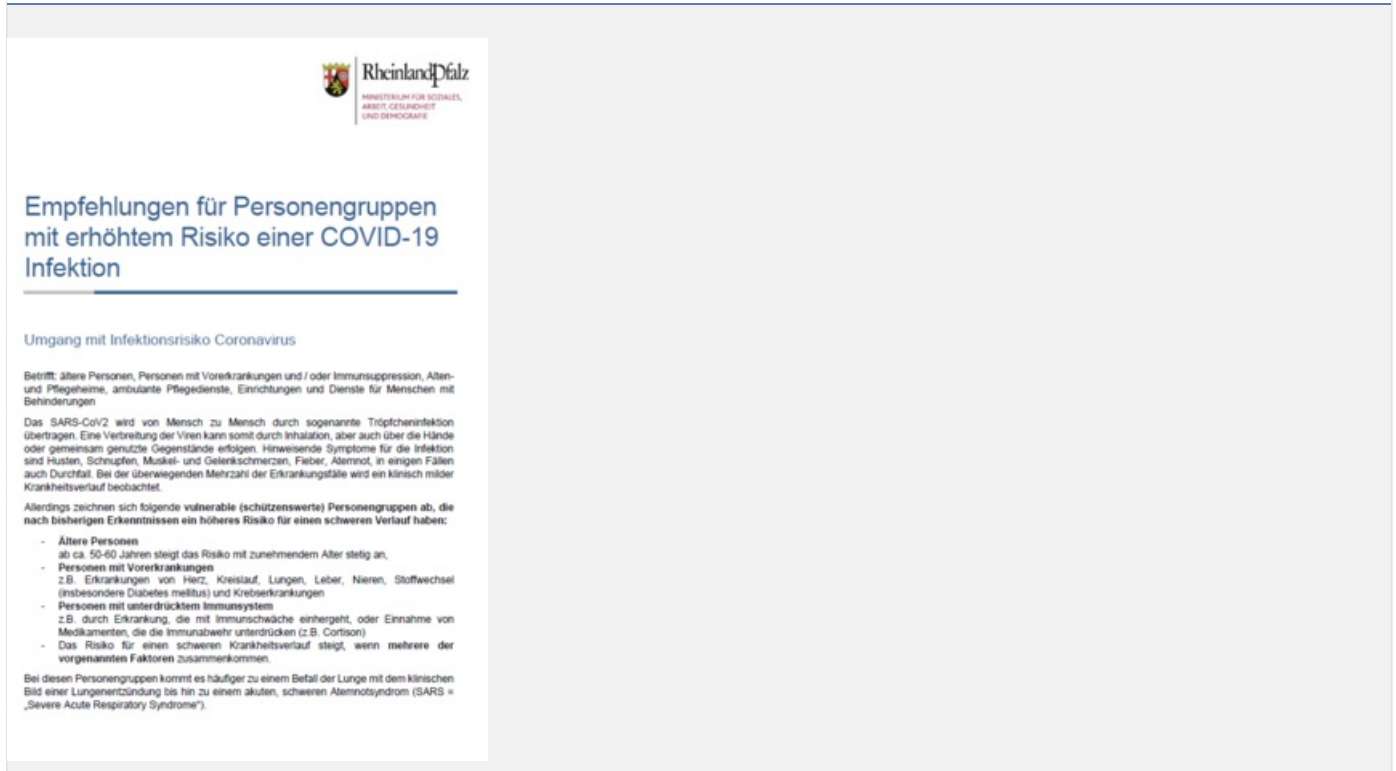 RheinlandPfalz
MINISTERIUM FÜR SOZIALES,
ARBEIT, GESUNDHEIT
UND DEMOGRAFIE
Empfehlungen für Personengruppen
mit erhöhtem Risiko einer COVID-19
Infektion
Umgang mit Infektionsrisiko Coronavirus
Betrifft: ältere Personen, Personen mit Vorerkrankungen und / oder Immunsuppression, Alten-
und Pflegeheime, ambulante Pflegedienste, Einrichtungen und Dienste für Menschen mit
Behinderungen
Das SARS-CoV2 wird von Mensch zu Mensch durch sogenannte Tröpfcheninfektion
übertragen. Eine Verbreitung der Viren kann somit durch Inhalation, aber auch über die Hände
oder gemeinsam genutzte Gegenstände erfolgen. Hinweisende Symptome für die Infektion
sind Husten, Schnupfen, Muskel- und Gelenkschmerzen, Fieber, Atemnot, in einigen Fällen
auch Durchfall. Bei der überwiegenden Mehrzahl der Erkrankungsfälle wird ein klinisch milder
Krankheitsverlauf beobachtet.
Allerdings zeichnen sich folgende vulnerable (schützenswerte) Personengruppen ab, die
nach bisherigen Erkenntnissen ein höheres Risiko für einen schweren Verlauf haben:
- Ältere Personen
ab ca. 50-60 Jahren steigt das Risiko mit zunehmendem Alter stetig an,
- Personen mit Vorerkrankungen
z.B. Erkrankungen von Herz, Kreislauf, Lungen, Leber, Nieren, Stoffwechsel
(insbesondere Diabetes mellitus) und Krebserkrankungen
- Personen mit unterdrücktem Immunsystem
z.B. durch Erkrankung, die mit Immunschwäche einhergeht, oder Einnahme von
Medikamenten, die die Immunabwehr unterdrücken (z.B. Cortison)
- Das Risiko für einen schweren Krankheitsverlauf steigt, wenn mehrere der
vorgenannten Faktoren zusammenkommen.
Bei diesen Personengruppen kommt es häufiger zu einem Befall der Lunge mit dem klinischen
Bild einer Lungenentzündung bis hin zu einem akuten, schweren Atemnotsyndrom (SARS =
„Severe Acute Respiratory Syndrome“).